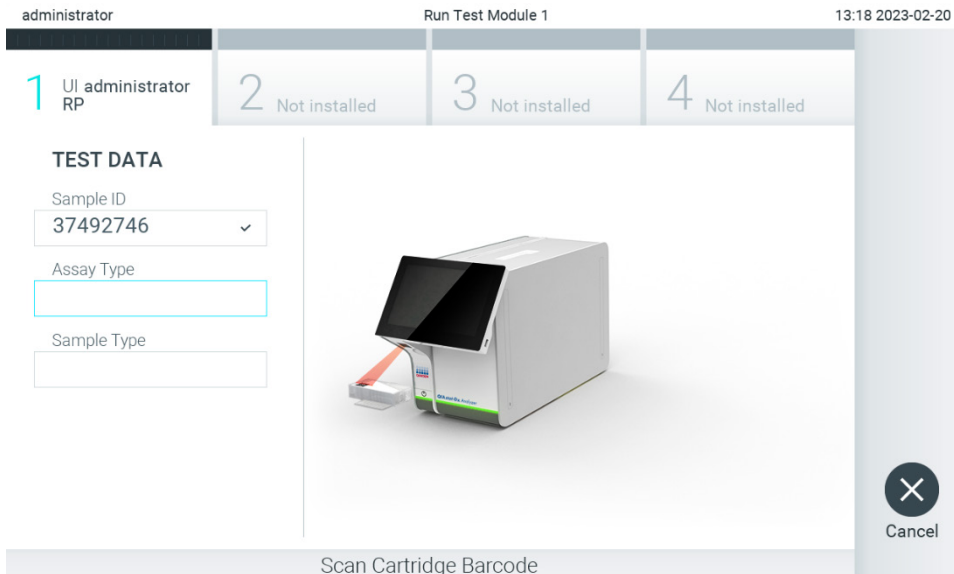 administrator
Run Test Module 1
13:18 2023-02-20
1 UI administrator
RP
2 Not installed
3 Not installed
4 Not installed
TEST DATA
Sample ID
37492746
Assay Type
Sample Type
Cancel
Scan Cartridge Barcode